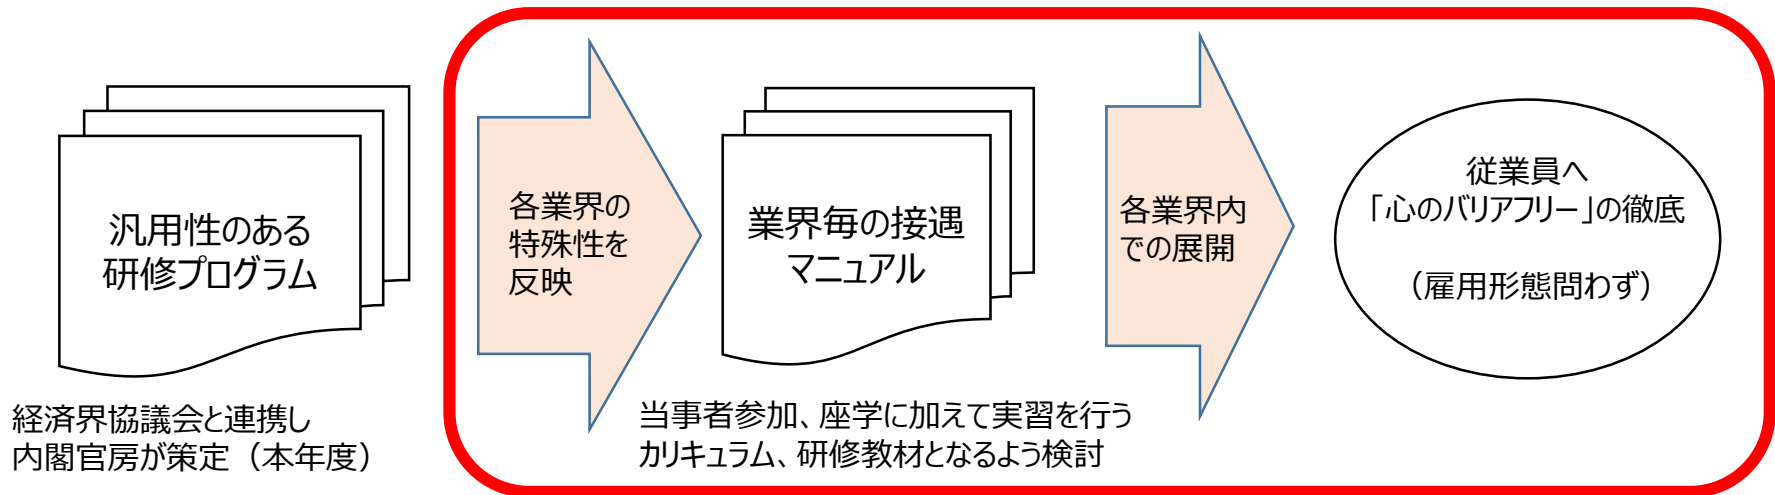 汎用性のある
研修プログラム
経済界協議会と連携し
内閣官房が策定（本年度）
各業界の
特殊性を
反映
業界毎の接遇
マニュアル
当事者参加、座学に加えて実習を行う
カリキュラム、研修教材となるよう検討
各業界内
での展開
従業員へ
「心のバリアフリー」の徹底
（雇用形態問わず）